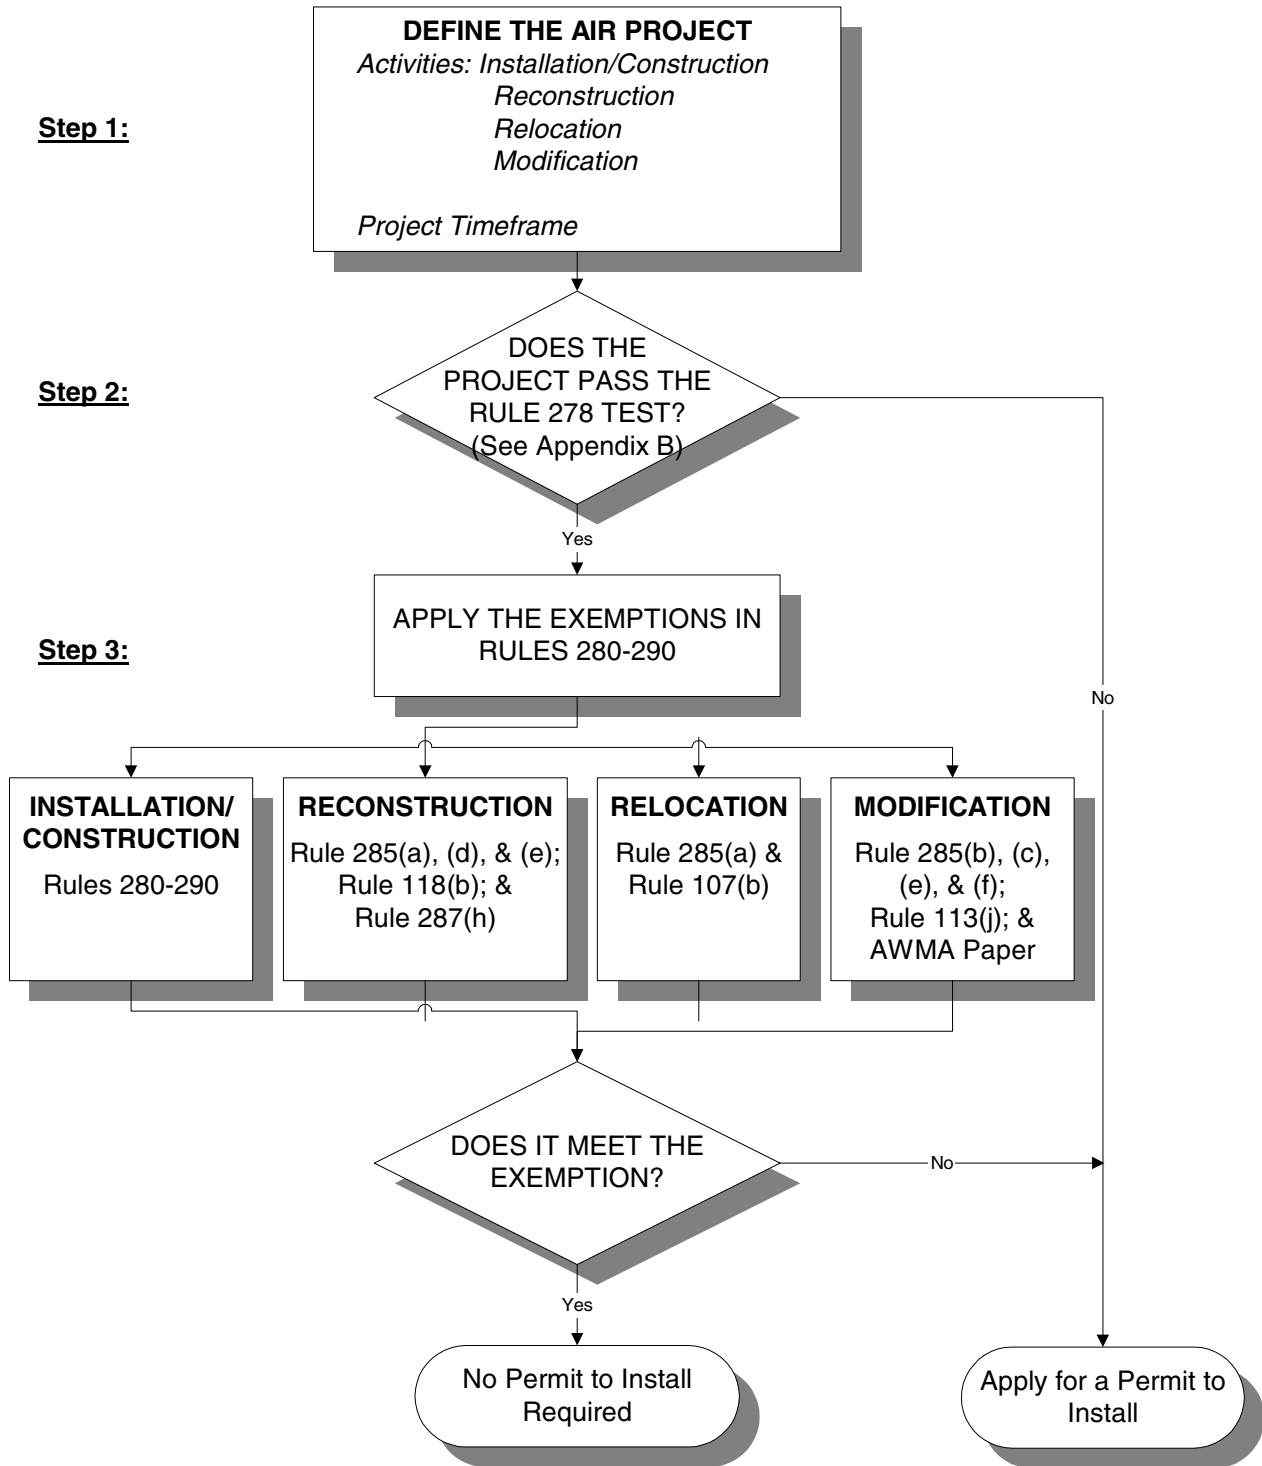 DEFINE THE AIR PROJECT
Activities: Installation/Construction
Reconstruction
Step 1:
Relocation
Modification
Project Timeframe
DOES THE
PROJECT PASS THE
Step 2:
RULE 278 TEST?
(See Appendix B)
Yes
APPLY THE EXEMPTIONS IN
RULES 280-290
Step 3:
No
INSTALLATION/
CONSTRUCTION
Rules 280-290
RECONSTRUCTION
Rule 285(a), (d), & (e);
Rule 118(b); &
Rule 287(h)
RELOCATION
Rule 285(a) &
Rule 107(b)
MODIFICATION
Rule 285(b), (c),
(e), & (f);
Rule 113(j); &
AWMA Paper
DOES IT MEET THE
EXEMPTION?
No
Yes
No Permit to Install
Required
Apply for a Permit to
Install